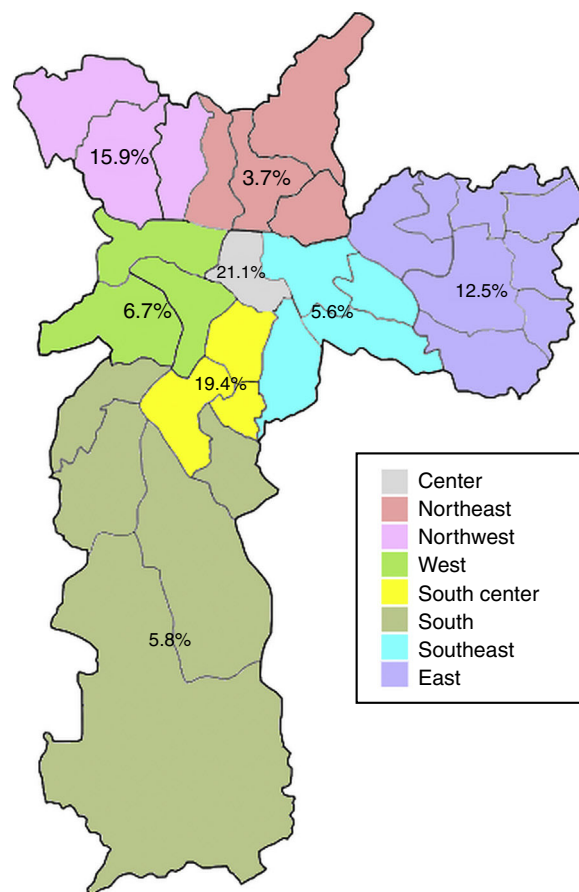 15.9%
3.7%
21.1%
12.5%
6.7%
5.6%
19.4%
5.8%
Center
Northeast
Northwest
West
South center
South
Southeast
East